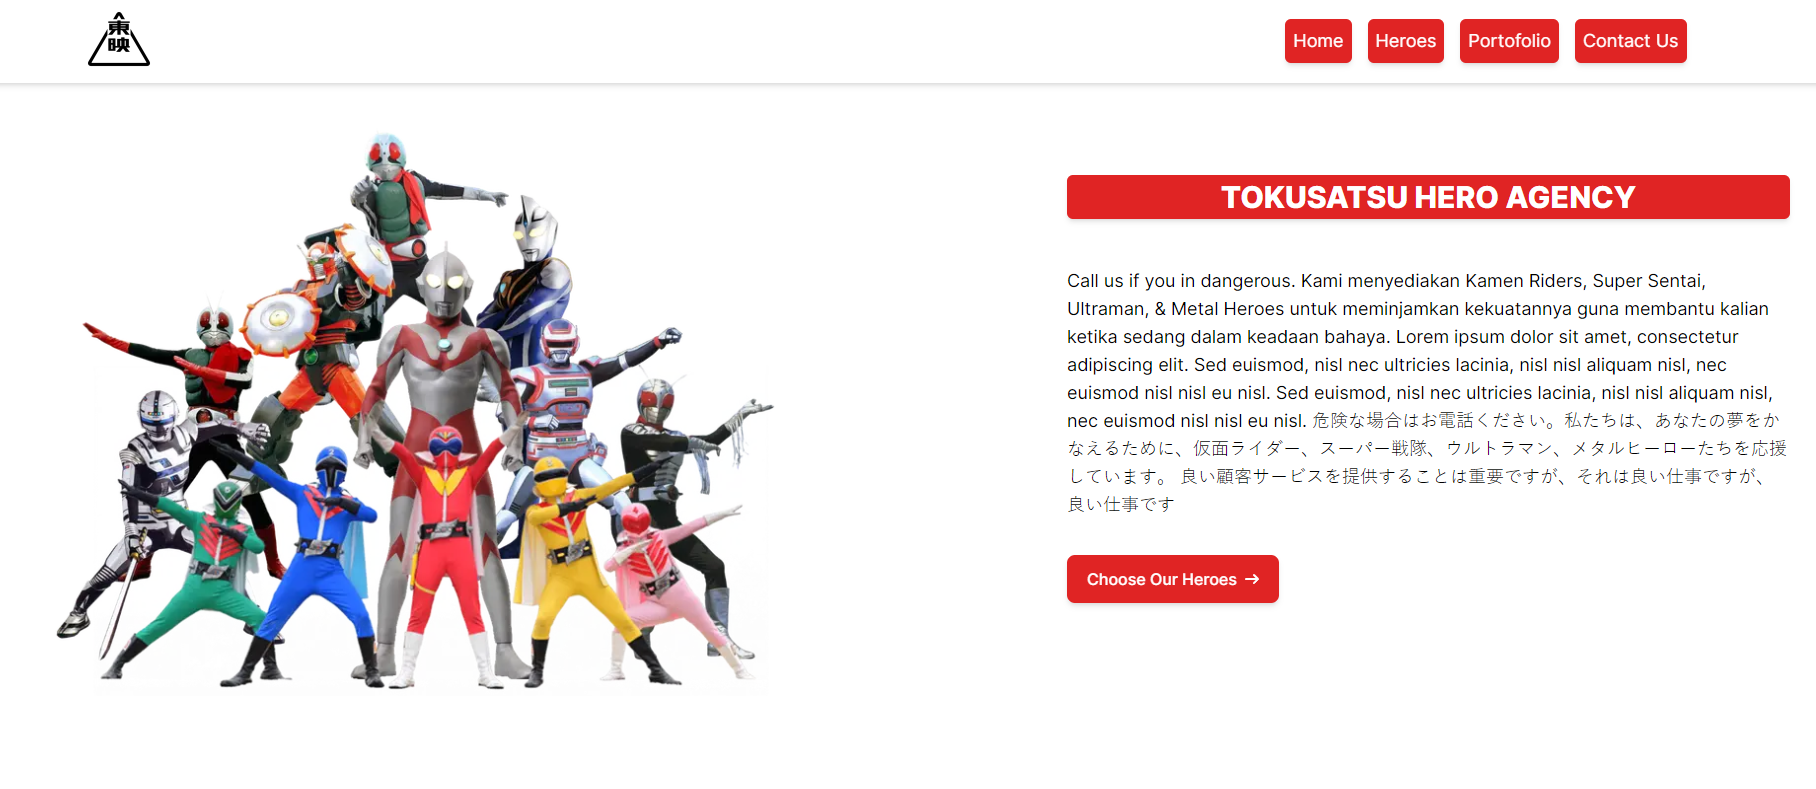 東映
Home Heroes Portofolio Contact Us
TOKUSATSU HERO AGENCY
Call us if you in dangerous. Kami menyediakan Kamen Riders, Super Sentai,
Ultraman, & Metal Heroes untuk meminjamkan kekuatannya guna membantu kalian
ketika sedang dalam keadaan bahaya. Lorem ipsum dolor sit amet, consectetur
adipiscing elit. Sed euismod, nisl nec ultricies lacinia, nisl nisl aliquam nisl, nec
euismod nisl nisl eu nisl. Sed euismod, nisl nec ultricies lacinia, nisl nisl aliquam nisl,
nec euismod nisl nisl eu nisl. 危険な場合はお電話ください。私たちは、あなたの夢をか
なえるために、仮面ライダー、スーパー戦隊、ウルトラマン、メタルヒーローたちを応援
しています。 良い顧客サービスを提供することは重要ですが、それは良い仕事ですが、
良い仕事です
Choose Our Heroes →